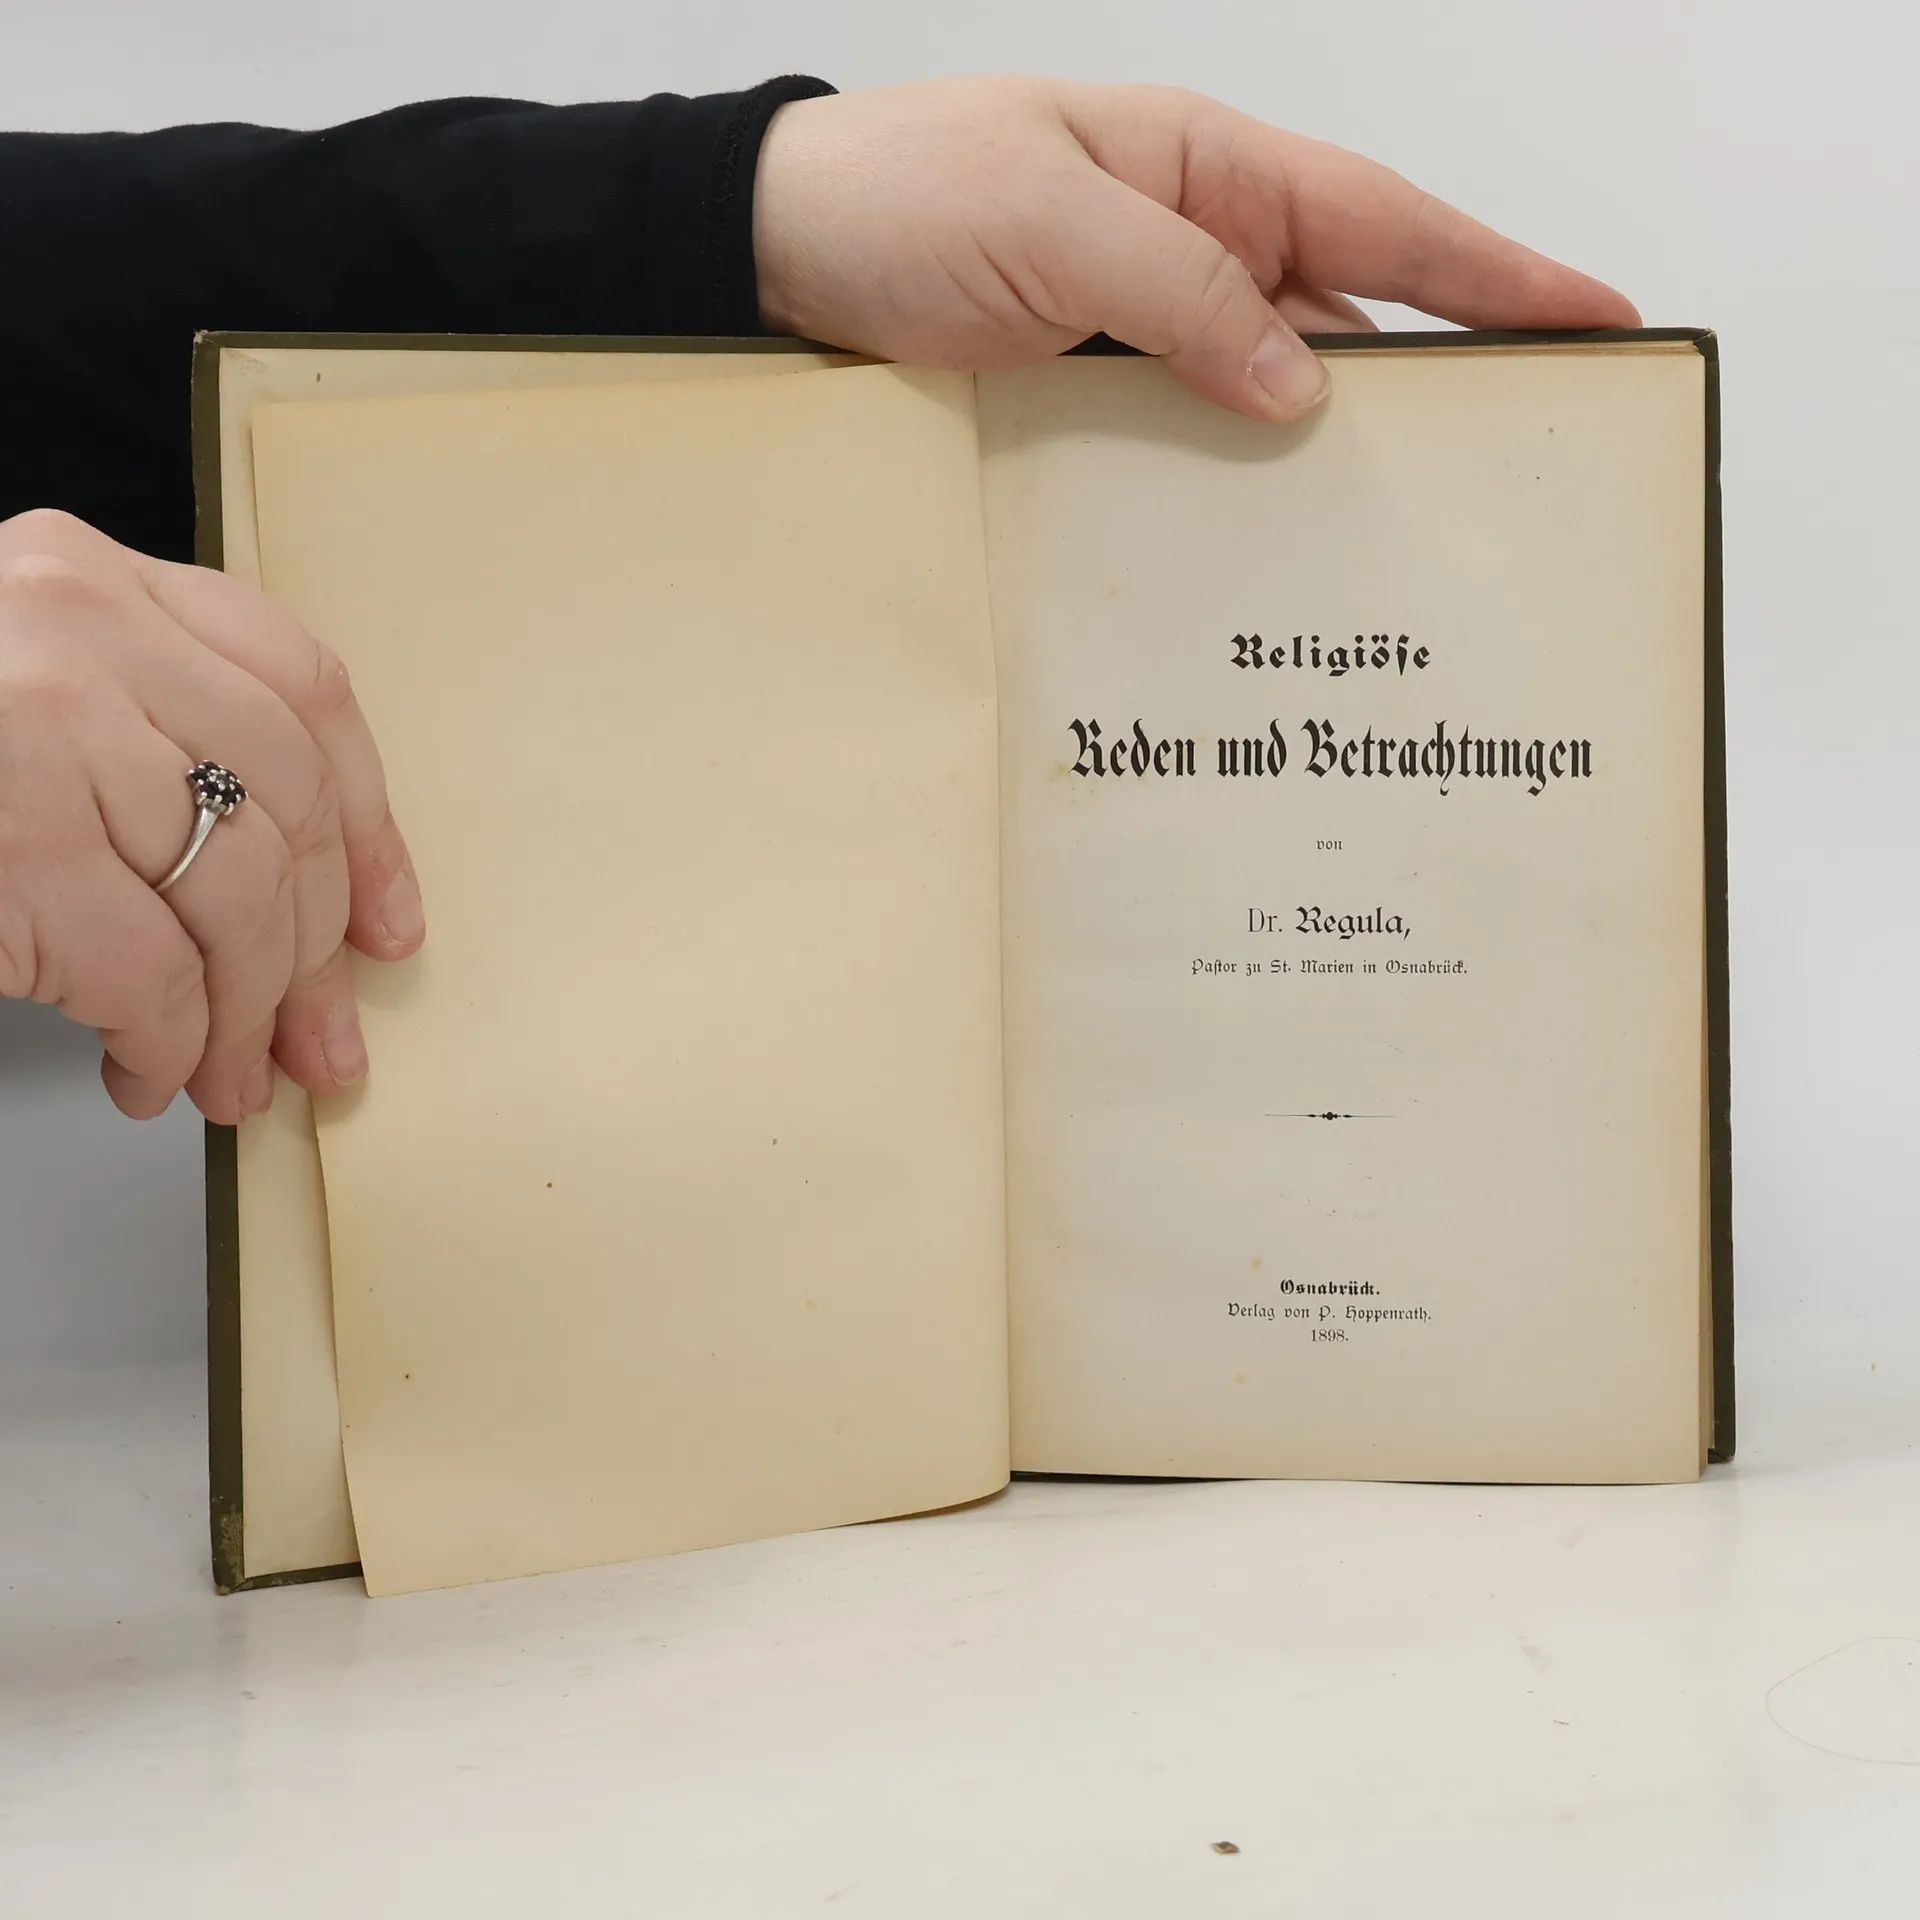 Religiöſe
Reden und Betrachtungen
von
Dr. Regula,
Paſtor zu St. Marien in Osnabrück.
Osnabrück.
Verlag von P. Hoppenrath.
1898.